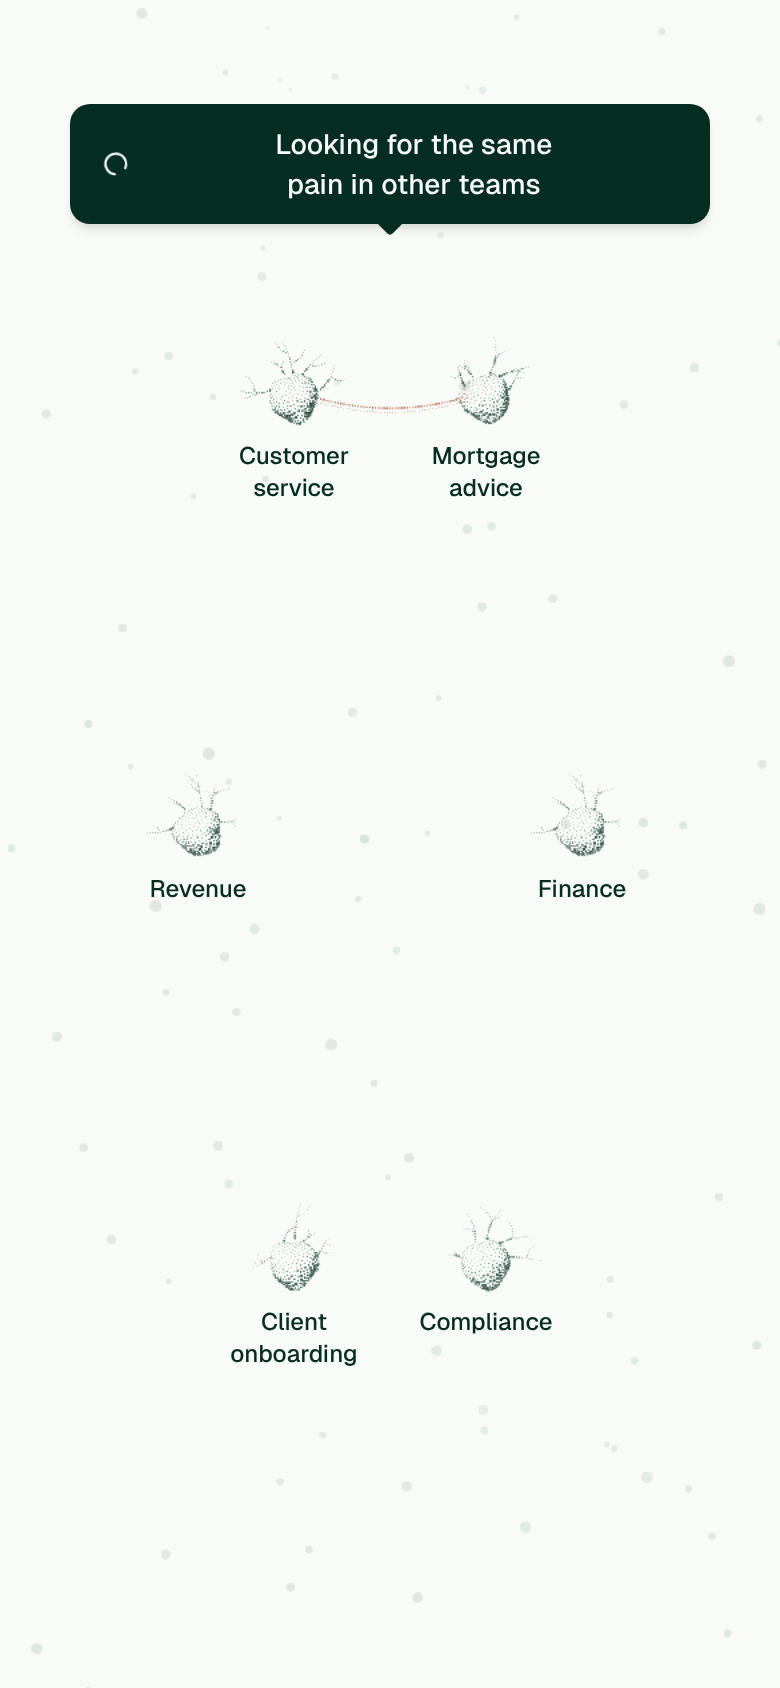 Looking for the same
pain in other teams
Customer
service
Mortgage
advice
Revenue
Finance
Client
onboarding
Compliance